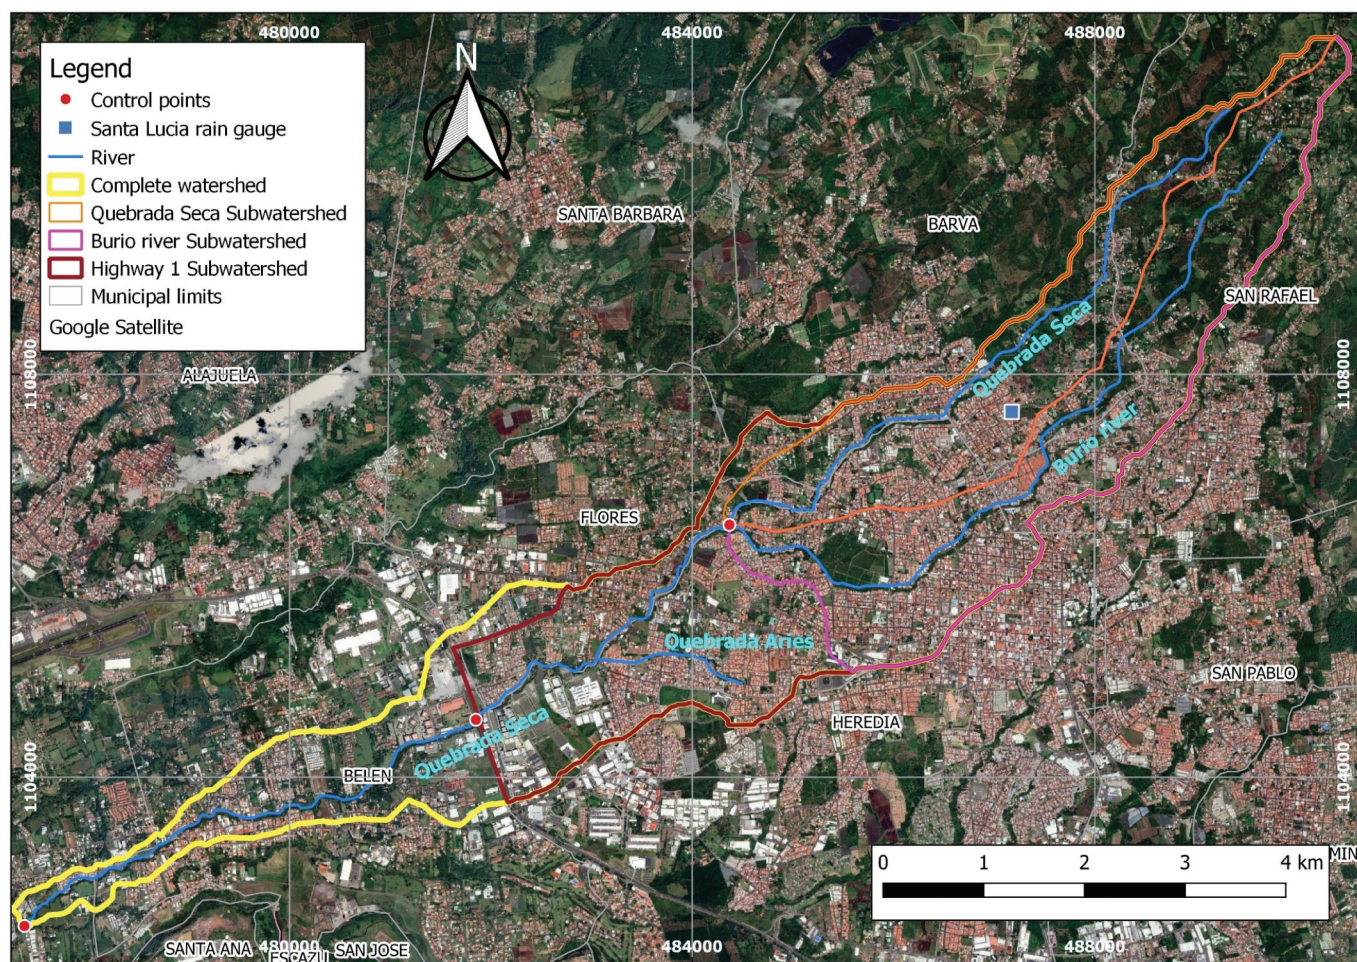 480000
484000
488000
Legend
Control points
Santa Lucia rain gauge
River
Complete watershed
Quebrada Seca Subwatershed
Burio river Subwatershed
Highway 1 Subwatershed
Municipal limits
Google Satellite
N
SANTA BARBARA
BARVA
SAN RAFAEL
Quebrada Seca
1108000
ALAJUELA
1108000
Burio river
FLORES
Quebrada Aries
SAN PABLO
HEREDIA
Quebrada Seca
BELEN
1104000
1104000
0 1 2 3 4 km
MIN
SANTA ANA
480000
ESCAZU
SAN JOSE
484000
488000